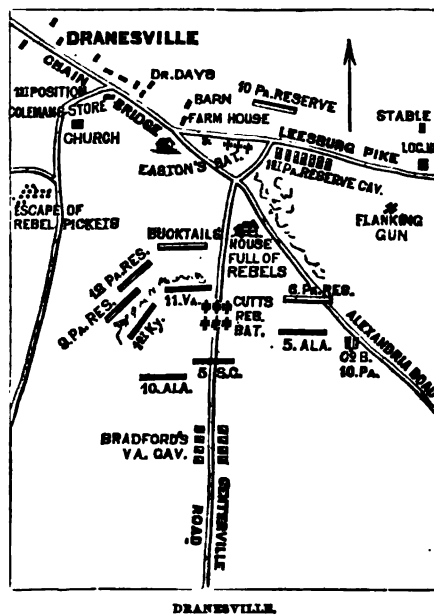 DRANESVILLE
CHAIN
BRIDGE
DR. DAYS
1ST POSITION
COLEMANS STORE
CHURCH
BARN
FARM HOUSE
10 PA. RESERVE
STABLE
LEESBURG PIKE
EASTON'S BAT.
1ST PA. RESERVE CAV.
ESCAPE OF
REBEL PICKETS
FLANKING
GUN
BUCKTAILS
HOUSE
FULL OF
REBELS
12 PA. RES.
9. PA. RES.
1ST KY.
11. VA.
CUTTS
REB.
BAT.
6. PA. RES.
5. ALA.
ALEXANDRIA ROAD
CO B.
10. PA.
10. ALA.
BRADFORD'S
VA. CAV.
CENTERVILLE
ROAD
DRANESVILLE.